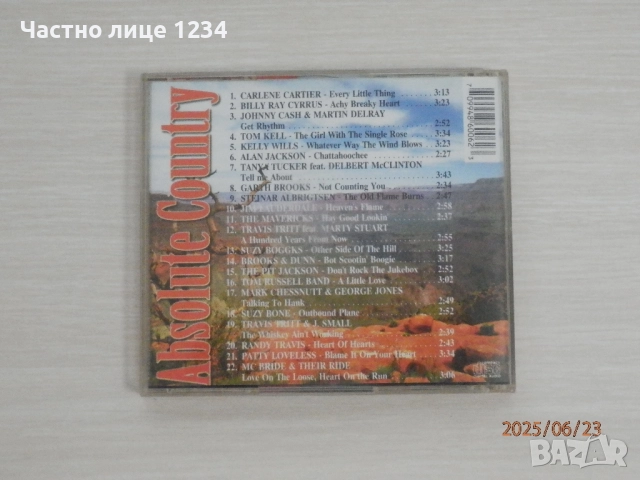 Частно лице 1234
Absolute Country
1. CARLENE CARTIER - Every Little Thing 3:13
2. BILLY RAY CYRRUS - Achy Breaky Heart 3:23
3. JOHNNY CASH & MARTIN DELRAY
Get Rhythm 2:52
4. TOM KELL - The Girl With The Single Rose 3:34
5. KELLY WILLS - Whatever Way The Wind Blows 3:23
6. ALAN JACKSON - Chattahoochee 2:27
7. TANYA TUCKER feat. DELBERT McCLINTON
Tell me About 3:43
8. GARTH BROOKS - Not Counting You 2:34
9. STEINAR ALBRIGTSEN - The Old Flame Burns 2:47
10. JIM LAUDERDALE - Heaven's Flame 2:58
11. THE MAVERICKS - Hay Good Lookin' 2:37
12. TRAVIS TRITT feat. MARTY STUART
A Hundred Years From Now 2:55
13. SUZY BOGGKS - Other Side Of The Hill 3:25
14. BROOKS & DUNN - Bot Scootin' Boogie 3:17
15. THE PIT JACKSON - Don't Rock The Jukebox 2:52
16. TOM RUSSELL BAND - A Little Love 3:02
17. MARK CHESSNUTT & GEORGE JONES
Talking To Hank 2:49
18. SUZY BONE - Outbound Plane 2:52
19. TRAVIS TRITT & J. SMALL
The Whiskey Ain't Working 2:39
20. RANDY TRAVIS - Heart Of Hearts 2:43
21. PATTY LOVELESS - Blame It On Your Heart 3:34
22. MC BRIDE & THEIR RIDE
Love On The Loose, Heart On the Run 3:06
2025/06/23
BAZAR